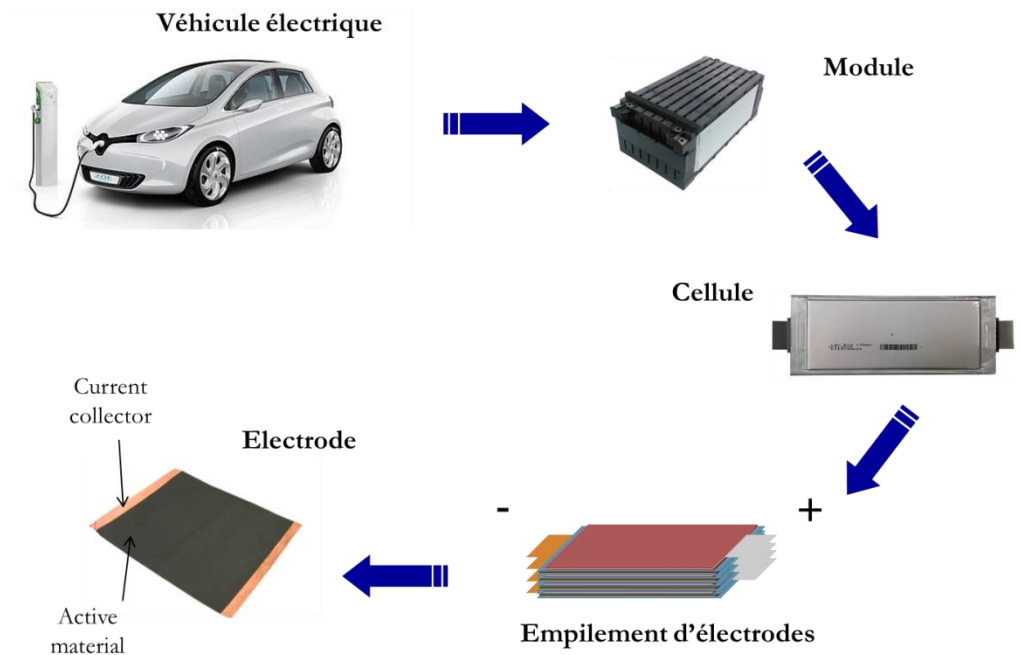 Véhicule électrique
Module
Cellule
Current
collector
Electrode
-
+
Active
material
Empilement d’électrodes